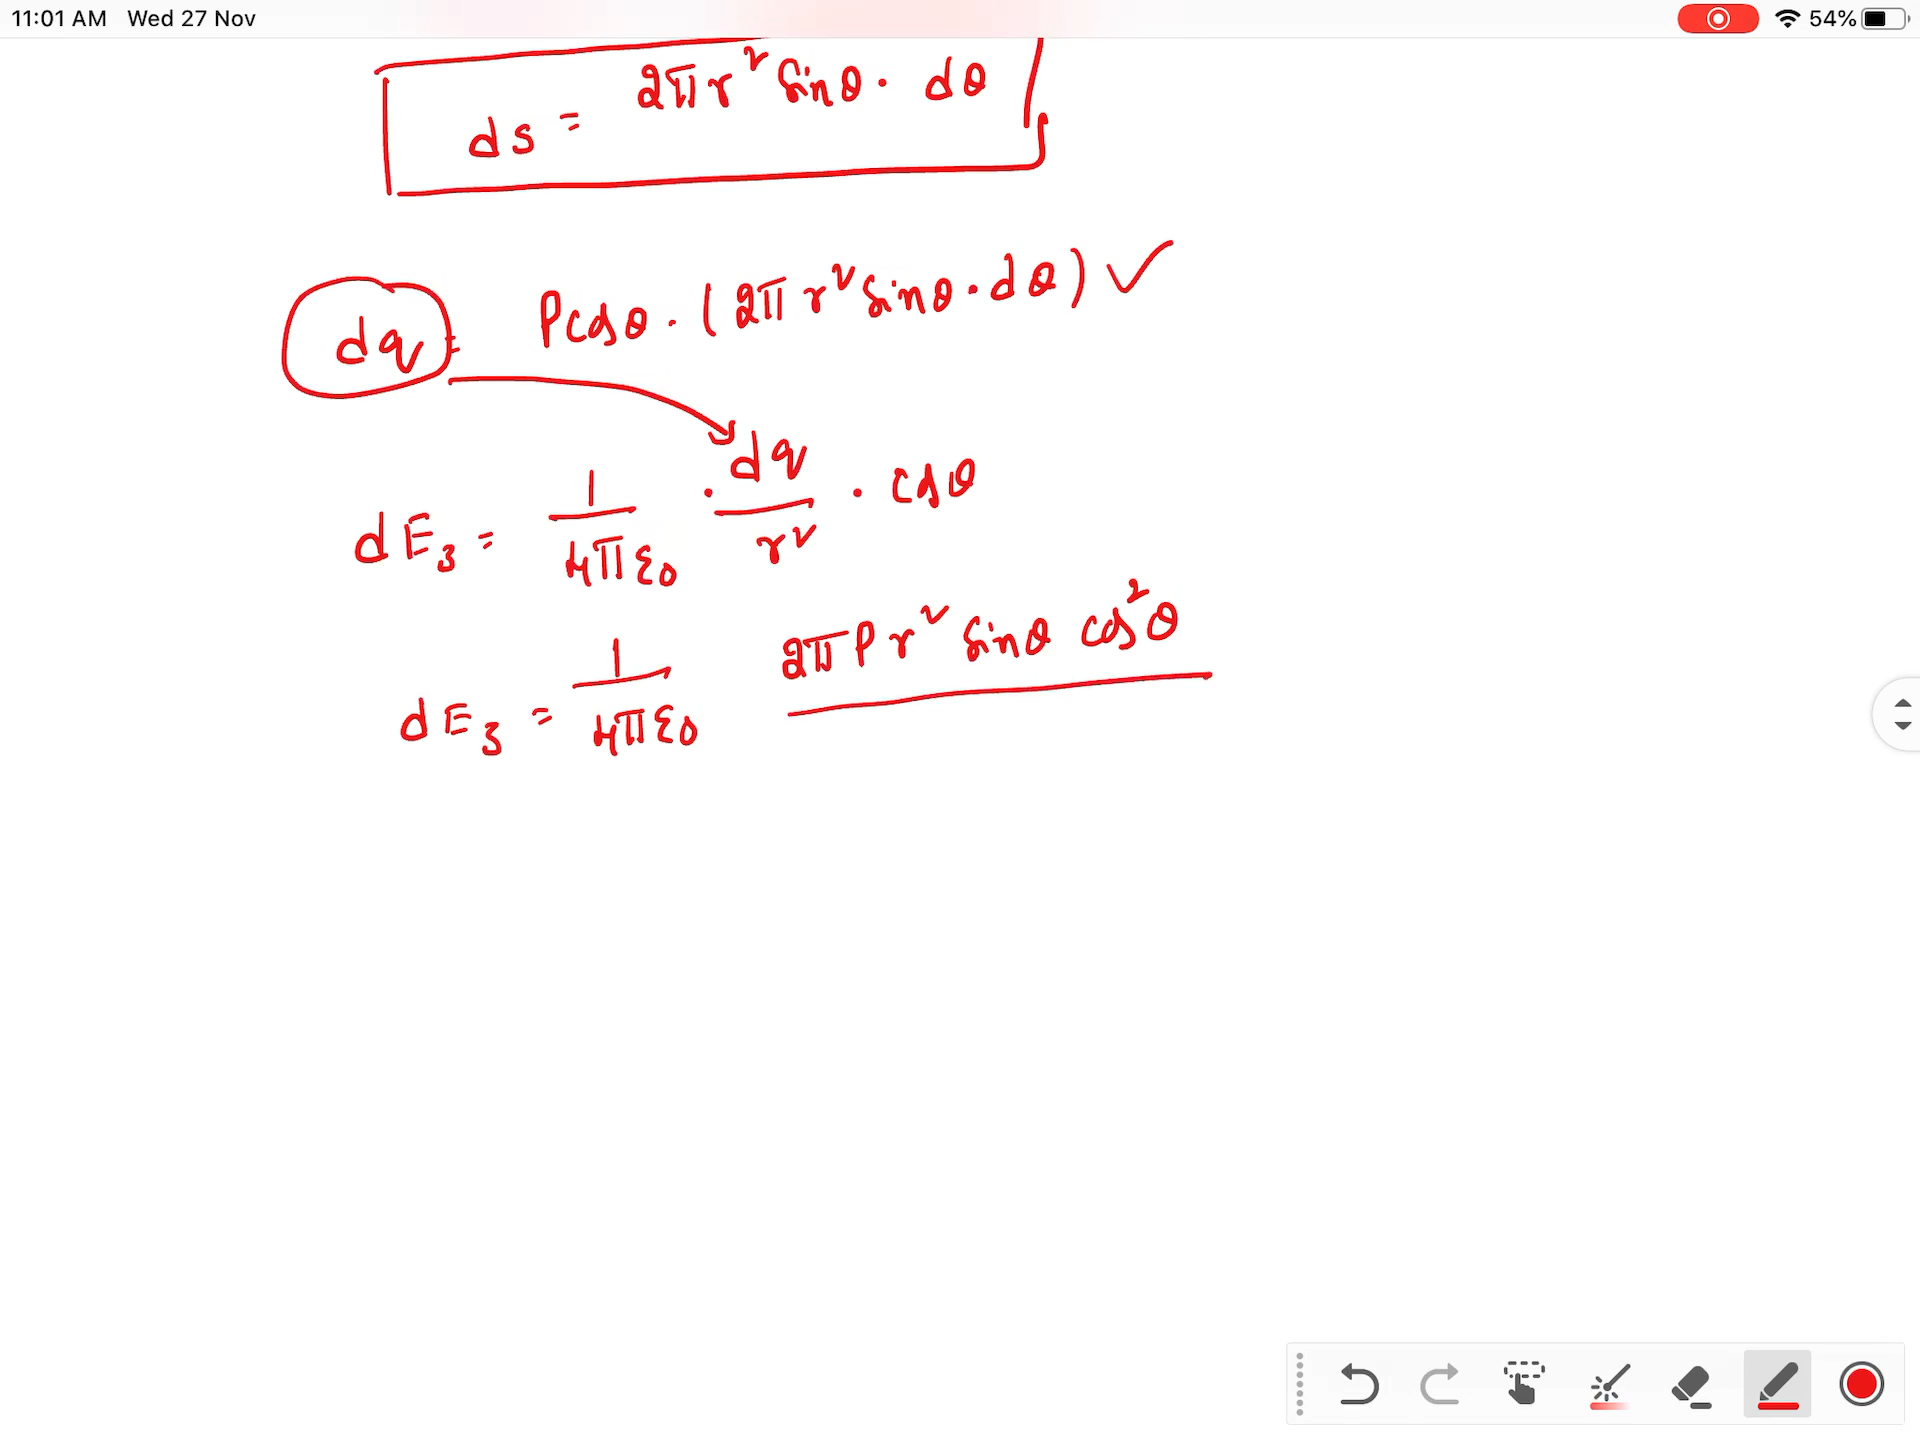 11:01 AM Wed 27 Nov 54%
ds = 2πr² sinθ · dθ
dq = Pcosθ · (2πr² sinθ · dθ) ✓
dE₃ = 1/4πε₀ · dq/r² · cosθ
dE₃ = 1/4πε₀ 2πPr² sinθ cos²θ